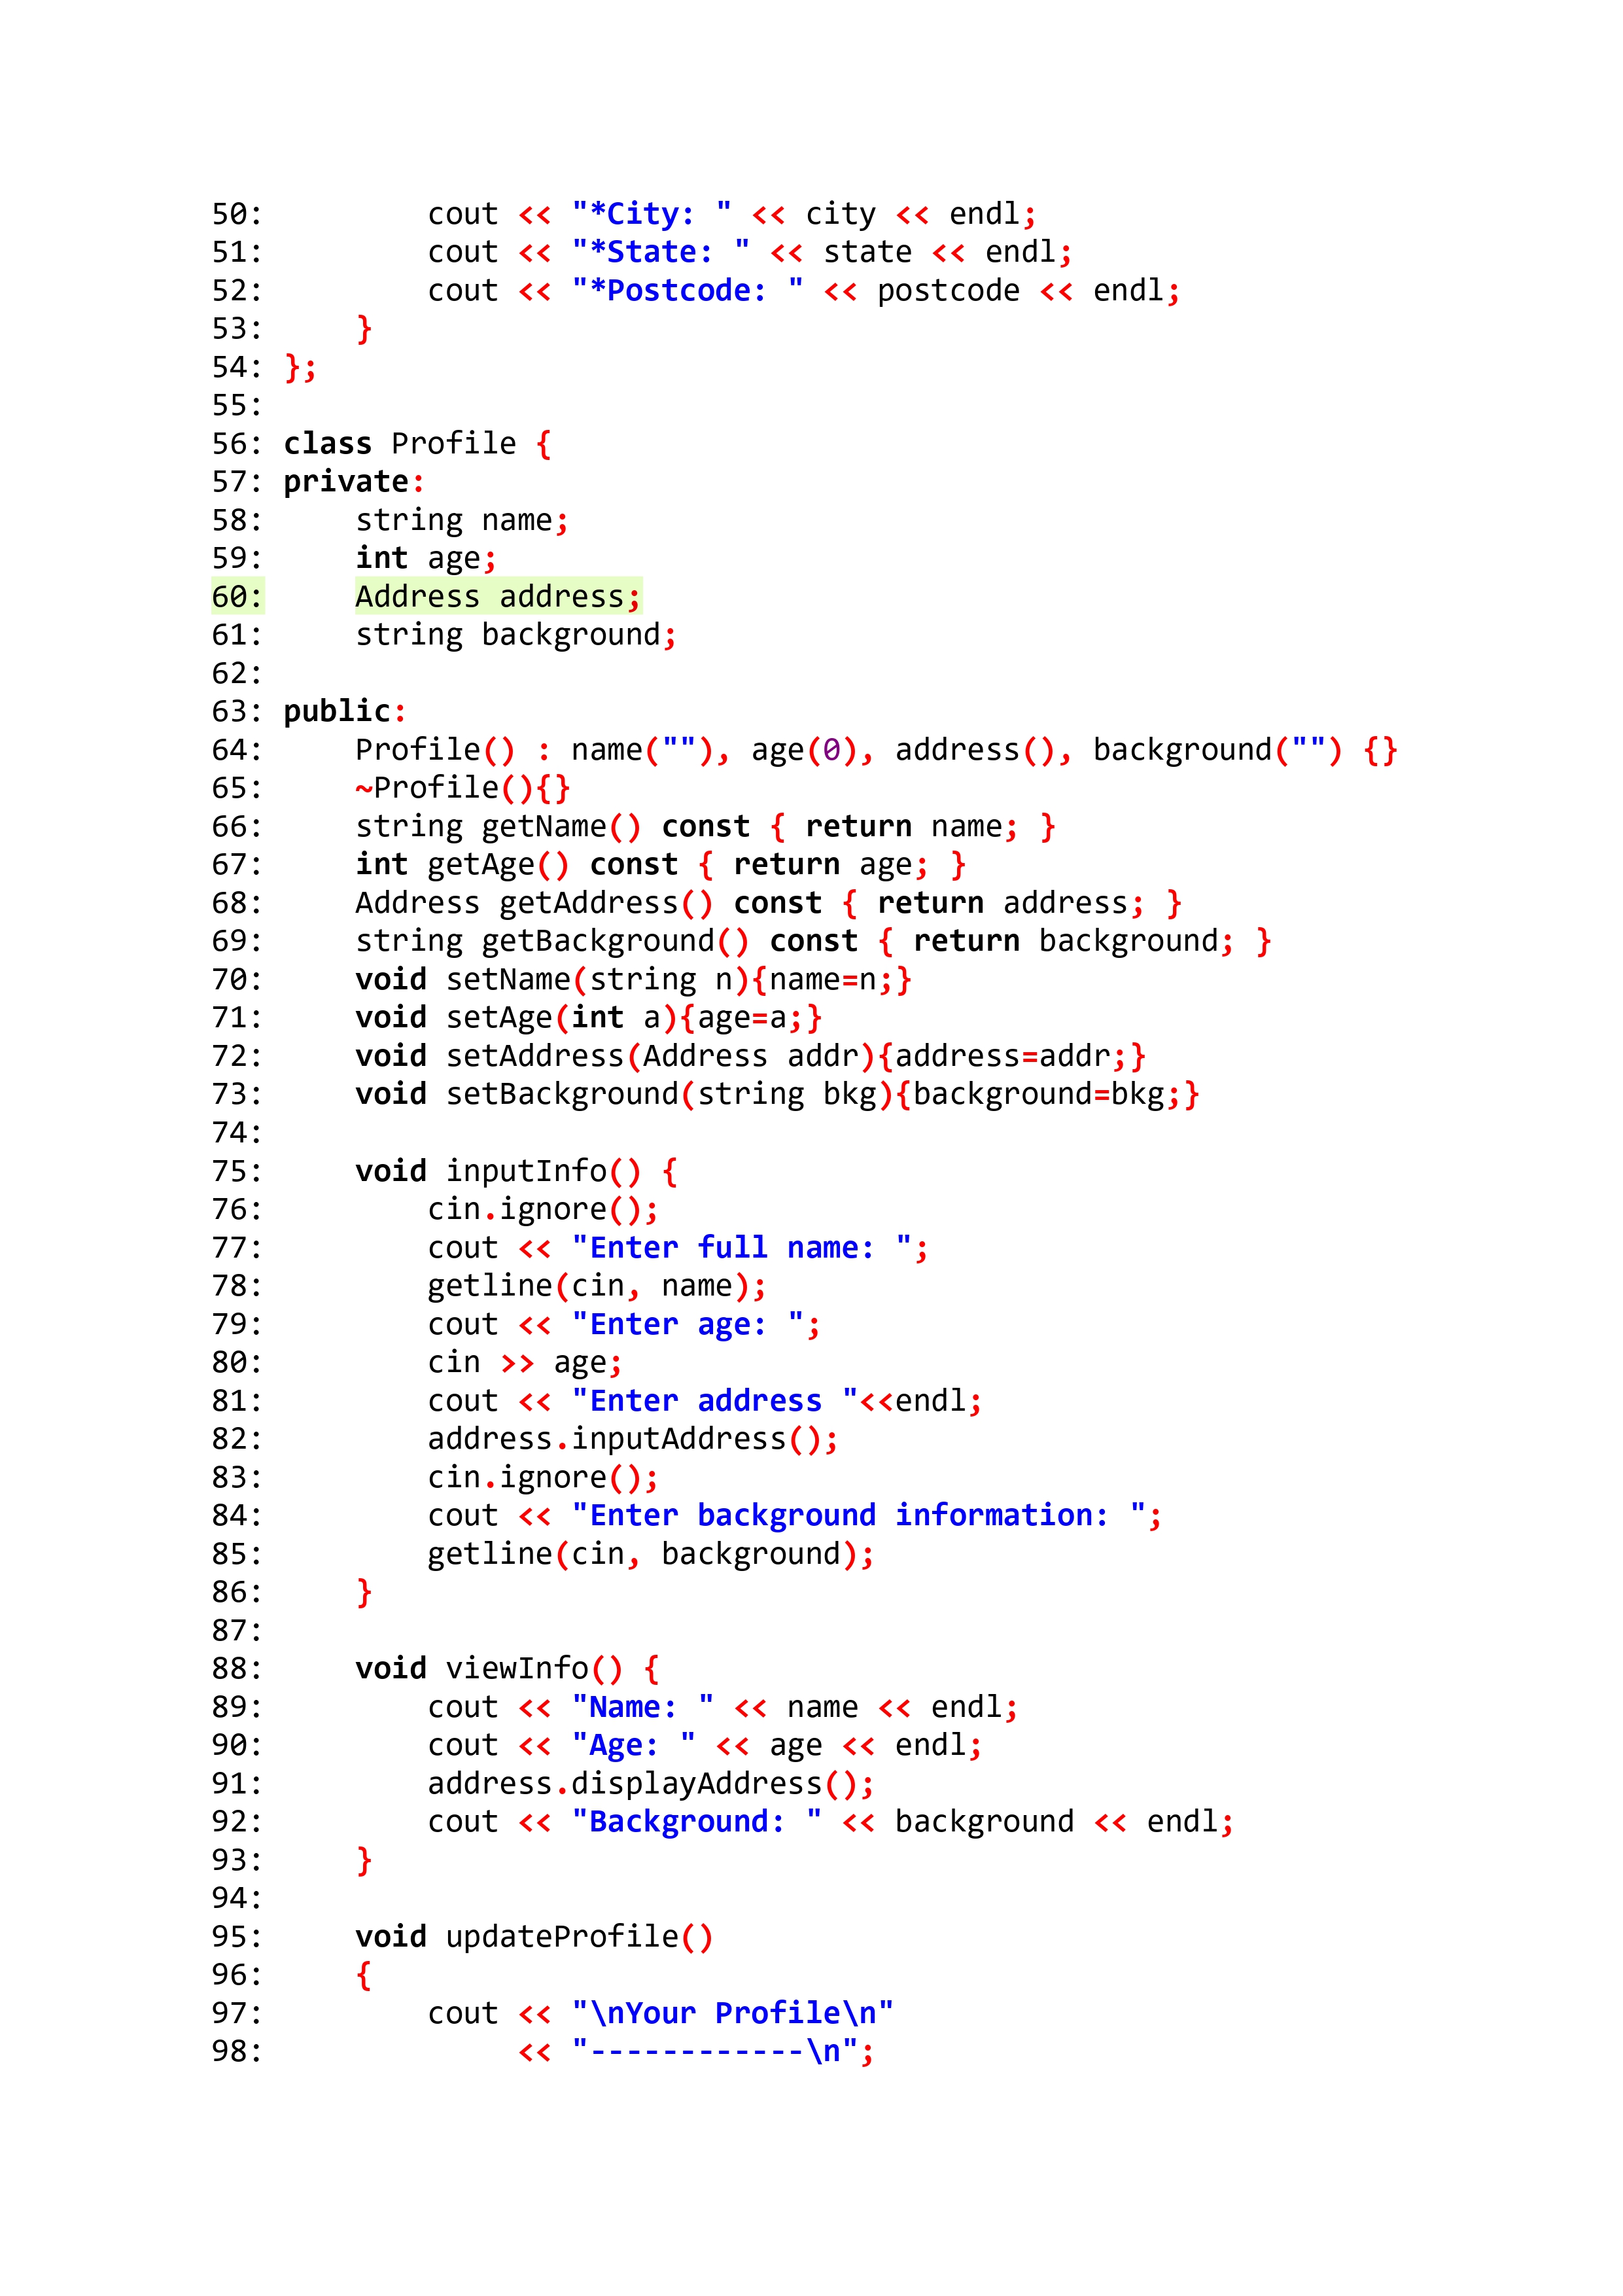 50:         cout << "*City: " << city << endl;
51:         cout << "*State: " << state << endl;
52:         cout << "*Postcode: " << postcode << endl;
53:     }
54: };
55:
56: class Profile {
57: private:
58:     string name;
59:     int age;
60:     Address address;
61:     string background;
62:
63: public:
64:     Profile() : name(""), age(0), address(), background("") {}
65:     ~Profile(){}
66:     string getName() const { return name; }
67:     int getAge() const { return age; }
68:     Address getAddress() const { return address; }
69:     string getBackground() const { return background; }
70:     void setName(string n){name=n;}
71:     void setAge(int a){age=a;}
72:     void setAddress(Address addr){address=addr;}
73:     void setBackground(string bkg){background=bkg;}
74:
75:     void inputInfo() {
76:         cin.ignore();
77:         cout << "Enter full name: ";
78:         getline(cin, name);
79:         cout << "Enter age: ";
80:         cin >> age;
81:         cout << "Enter address "<<endl;
82:         address.inputAddress();
83:         cin.ignore();
84:         cout << "Enter background information: ";
85:         getline(cin, background);
86:     }
87:
88:     void viewInfo() {
89:         cout << "Name: " << name << endl;
90:         cout << "Age: " << age << endl;
91:         address.displayAddress();
92:         cout << "Background: " << background << endl;
93:     }
94:
95:     void updateProfile()
96:     {
97:         cout << "\nYour Profile\n"
98:              << "------------\n";